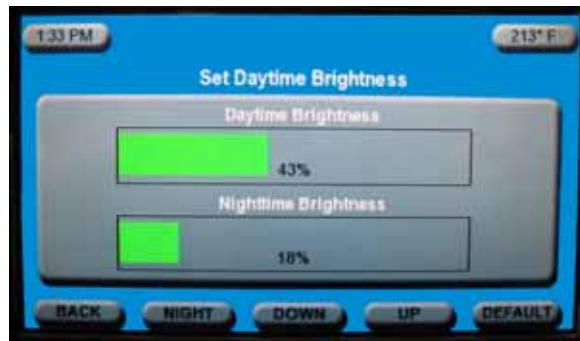 1:33 PM 213° F
Set Daytime Brightness
Daytime Brightness
43%
Nighttime Brightness
18%
BACK NIGHT DOWN UP DEFAULT